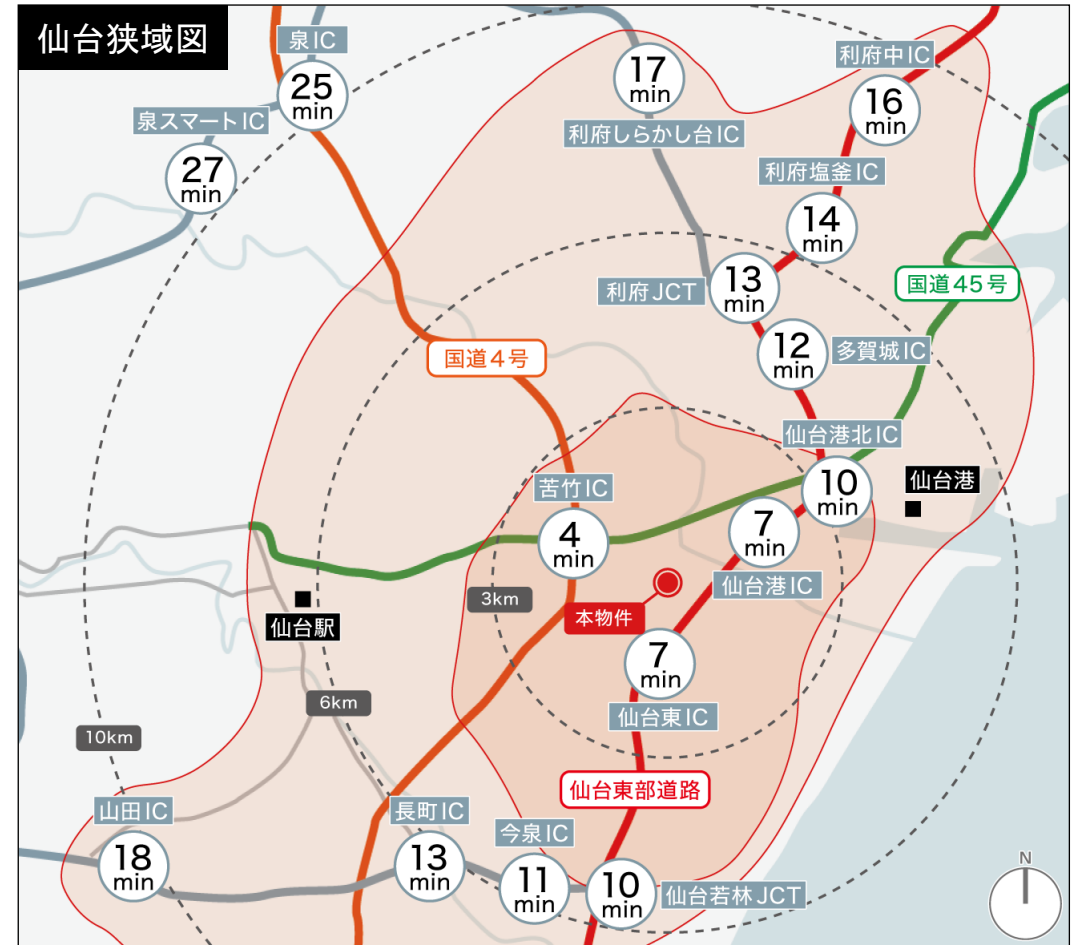 仙台狭域図
泉IC
25
min
泉スマートIC
27
min
17
min
利府しらかし台IC
利府中IC
16
min
利府塩釜IC
14
min
利府JCT
13
min
国道45号
国道4号
12
min
多賀城IC
仙台港北IC
10
min
仙台港
苦竹IC
4
min
7
min
仙台港IC
3km
本物件
仙台駅
7
min
仙台東IC
6km
10km
仙台東部道路
山田IC
18
min
長町IC
13
min
今泉IC
11
min
10
min
仙台若林JCT
N